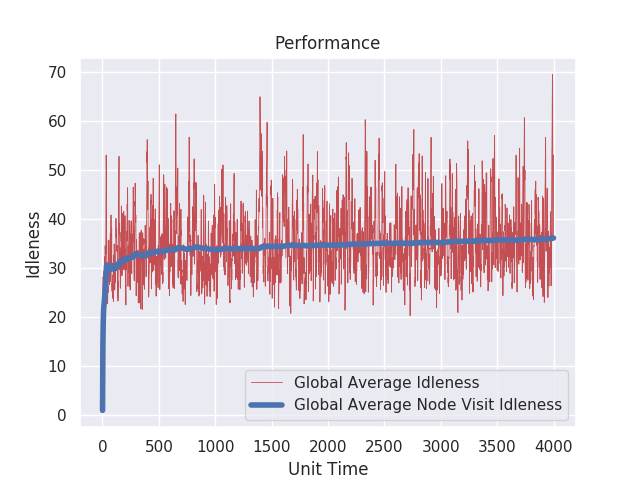 Performance
70
60
50
40
30
20
10
0
Idleness
Global Average Idleness
Global Average Node Visit Idleness
0 500 1000 1500 2000 2500 3000 3500 4000
Unit Time